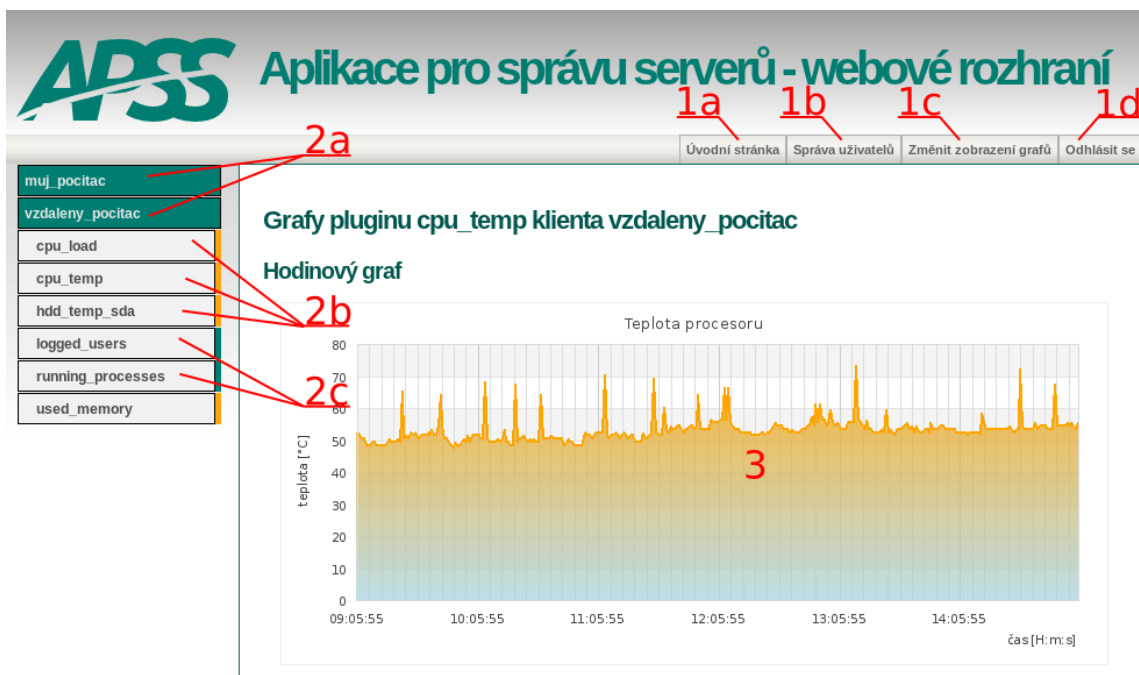 APSS
Aplikace pro správu serverů - webové rozhraní
1a 1b 1c 1d
Úvodní stránka Správa uživatelů Změnit zobrazení grafů Odhlásit se
2a
muj_pocitac
vzdaleny_pocitac
cpu_load
cpu_temp
hdd_temp_sda
logged_users
running_processes
used_memory
2b
2c
Grafy pluginu cpu_temp klienta vzdaleny_pocitac
Hodinový graf
Teplota procesoru
80
70
60
50
40
30
20
10
0
teplota [°C]
3
09:05:55 10:05:55 11:05:55 12:05:55 13:05:55 14:05:55
čas [H:m:s]